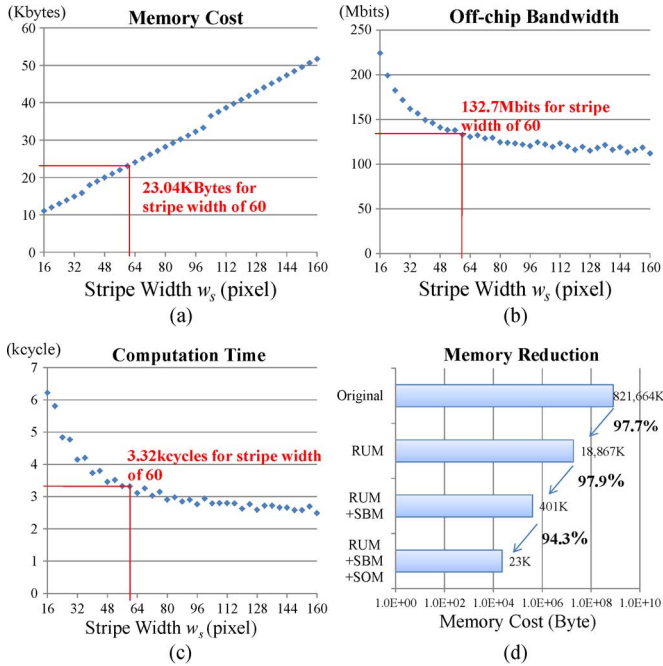 (Kbytes)
Memory Cost
60
50
40
30
20
10
0
23.04KBytes for
stripe width of 60
16 32 48 64 80 96 112 128 144 160
Stripe Width ws (pixel)
(a)
(Mbits)
Off-chip Bandwidth
250
200
150
100
50
0
132.7Mbits for stripe
width of 60
16 32 48 64 80 96 112 128 144 160
Stripe Width ws (pixel)
(b)
(kcycle)
Computation Time
7
6
5
4
3
2
1
0
3.32kcycles for stripe width
of 60
16 32 48 64 80 96 112 128 144 160
Stripe Width ws (pixel)
(c)
Memory Reduction
Original
821,664K
97.7%
RUM
18,867K
97.9%
RUM
+SBM
401K
94.3%
RUM
+SBM
+SOM
23K
1.0E+00 1.0E+02 1.0E+04 1.0E+06 1.0E+08 1.0E+10
Memory Cost (Byte)
(d)